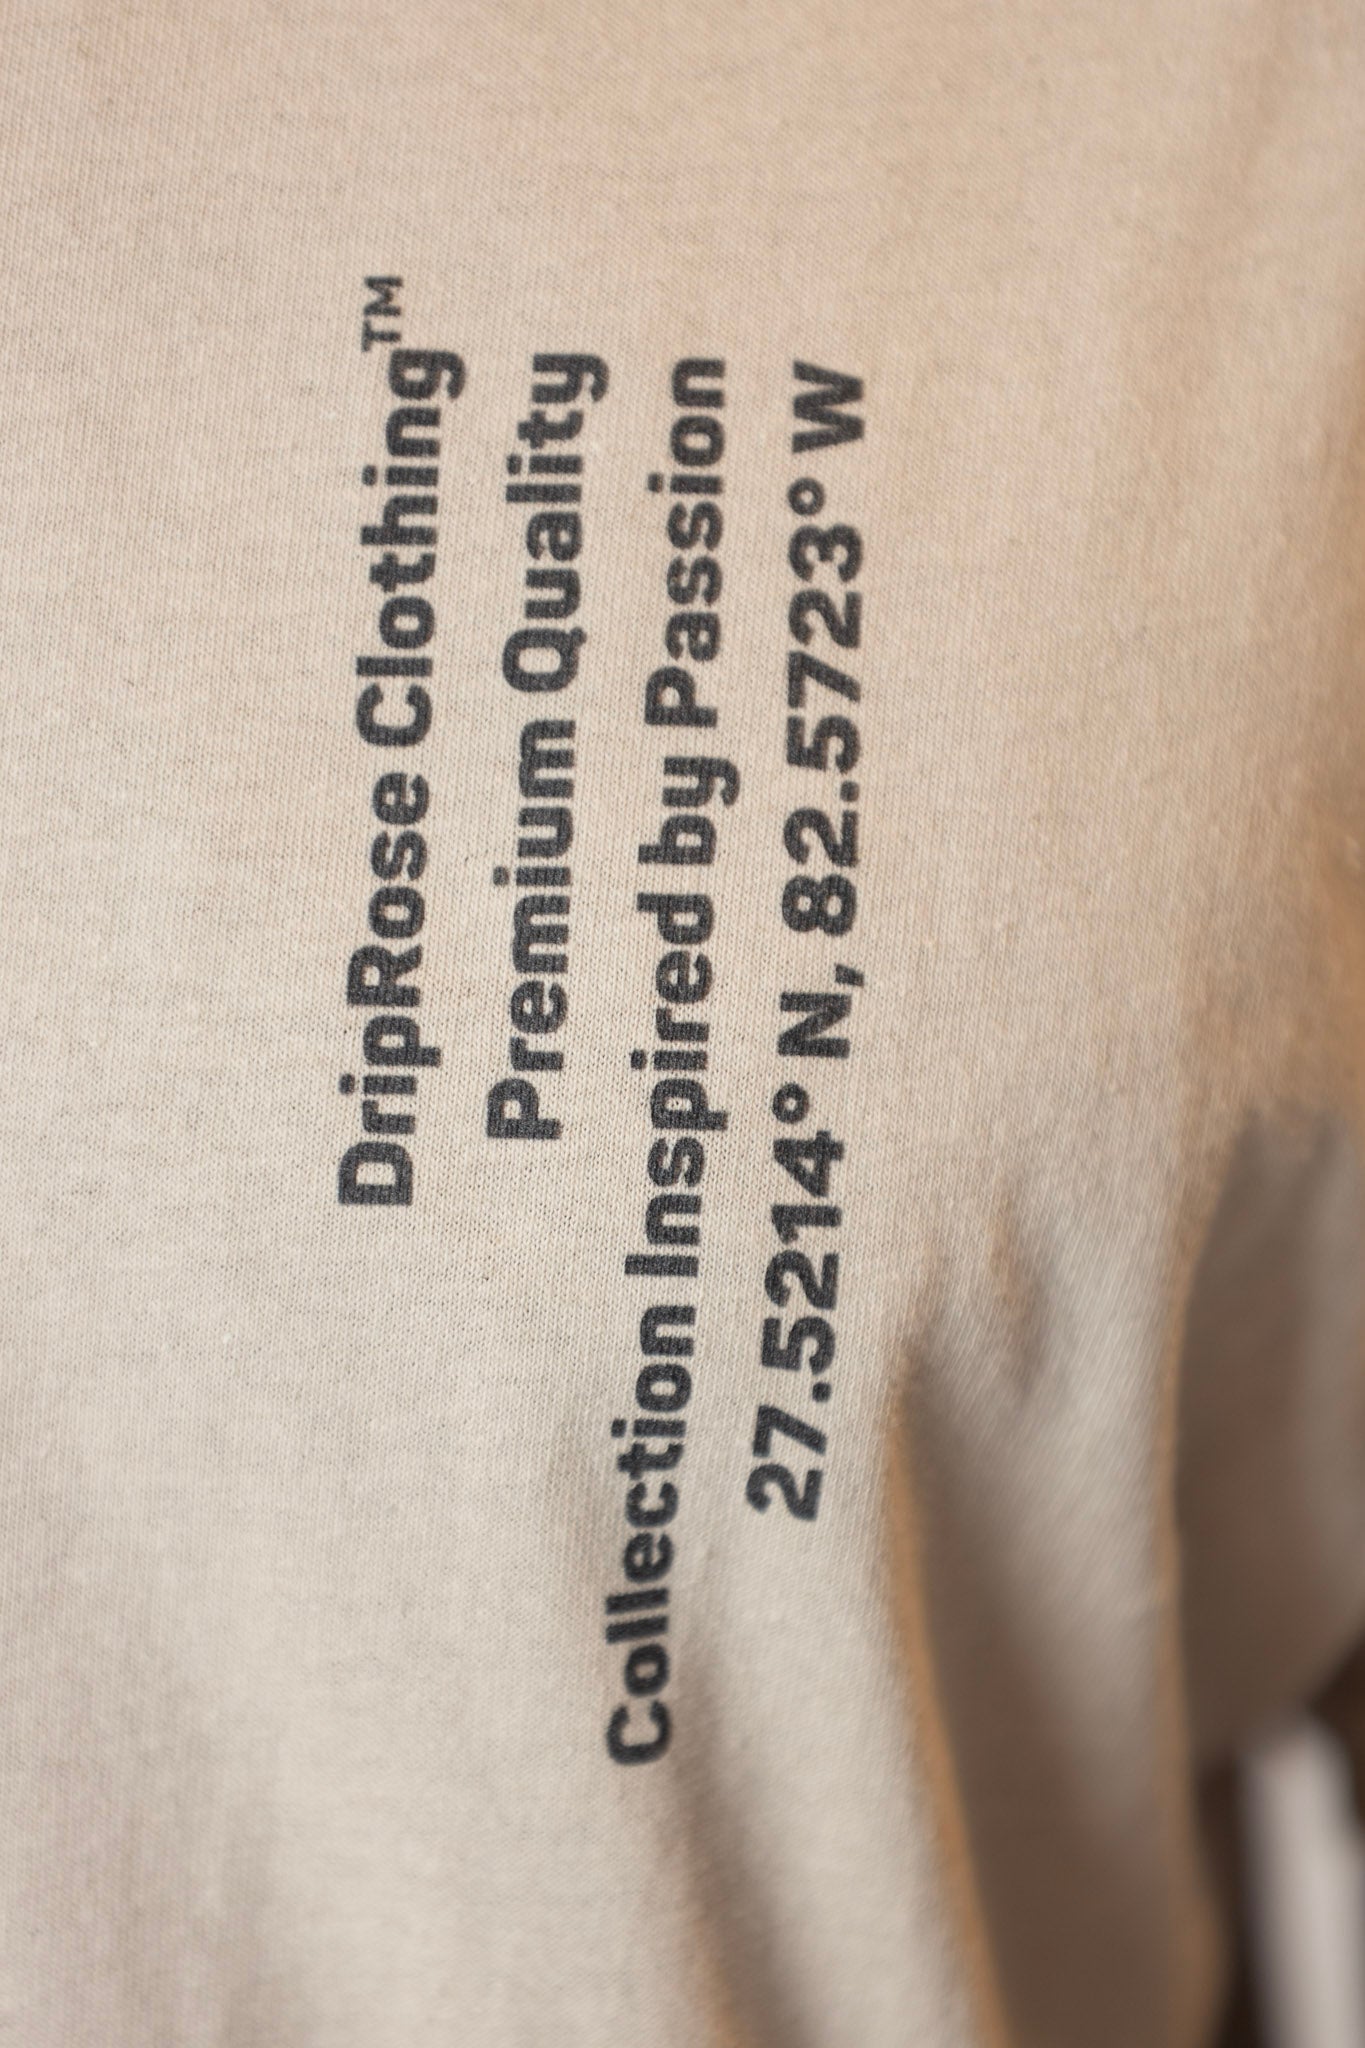 DripRose Clothing™
Premium Quality
Collection Inspired by Passion
27.5214° N, 82.5723° W